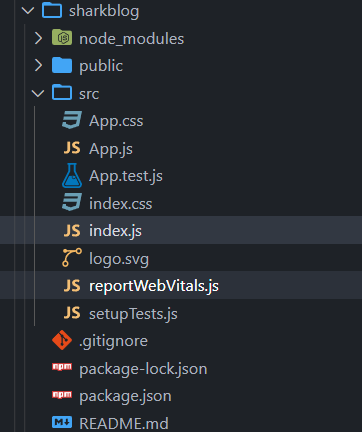 sharkblog
node_modules
public
src
App.css
JS App.js
App.test.js
index.css
JS index.js
logo.svg
JS reportWebVitals.js
JS setupTests.js
.gitignore
npm package-lock.json
npm package.json
M README.md